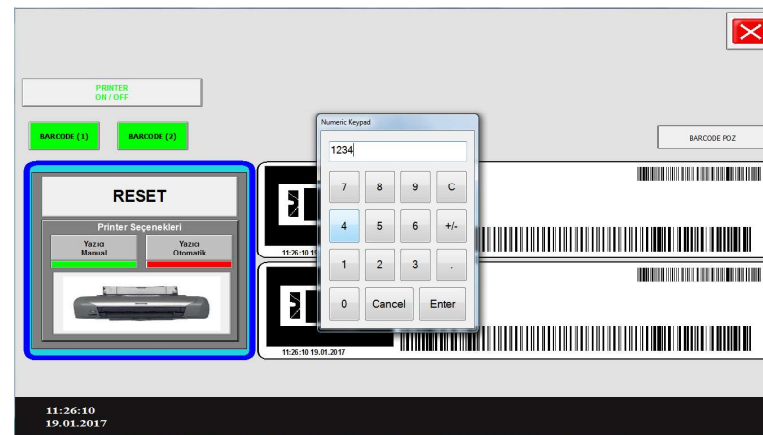 PRINTER
ON / OFF
BARCODE (1)
BARCODE (2)
BARCODE POZ
Numeric Keypad
1234
7 8 9 C
4 5 6 +/-
1 2 3 .
0 Cancel Enter
RESET
Printer Seçenekleri
Yazıcı
Manual
Yazıcı
Otomatik
11:26:10 19.01.2017
11:26:10
19.01.2017